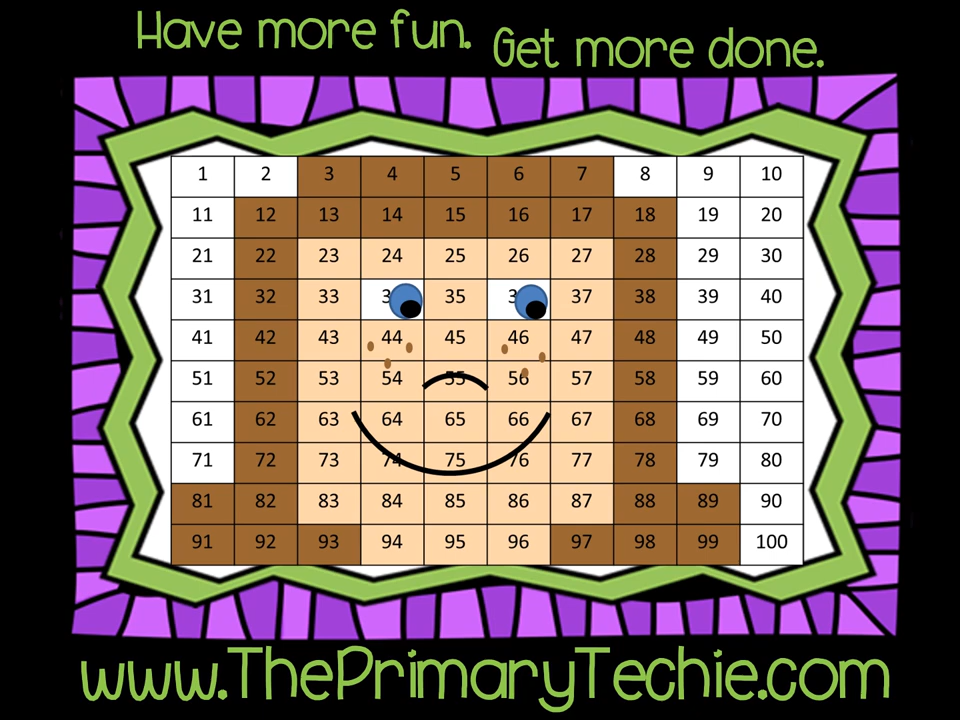 Have more fun. Get more done.
1 2 3 4 5 6 7 8 9 10
11 12 13 14 15 16 17 18 19 20
21 22 23 24 25 26 27 28 29 30
31 32 33 35 37 38 39 40
41 42 43 44 45 46 47 48 49 50
51 52 53 54 55 56 57 58 59 60
61 62 63 64 65 66 67 68 69 70
71 72 73 74 75 76 77 78 79 80
81 82 83 84 85 86 87 88 89 90
91 92 93 94 95 96 97 98 99 100
www.ThePrimaryTechie.com